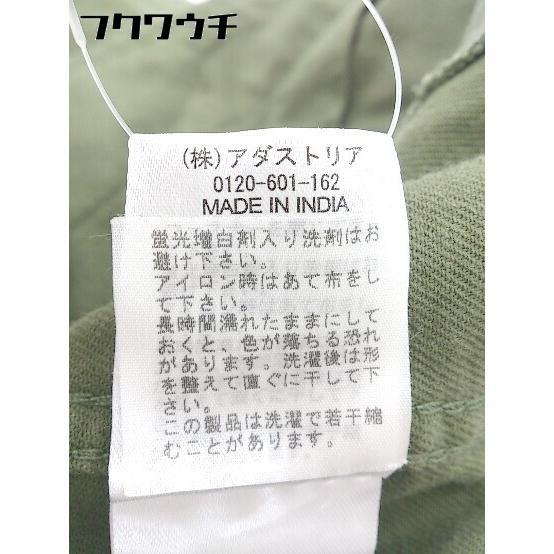 フクワウチ
(株)アダストリア
0120-601-162
MADE IN INDIA
蛍光増白剤入り洗剤はお
避け下さい。
アイロン時はあて布をし
て下さい。
長時間濡れたままにして
おくと、色が落ちる恐れ
があります。洗濯後は形
を整えて直ぐに干して下
さい。
この製品は洗濯で若干縮
むことがあります。